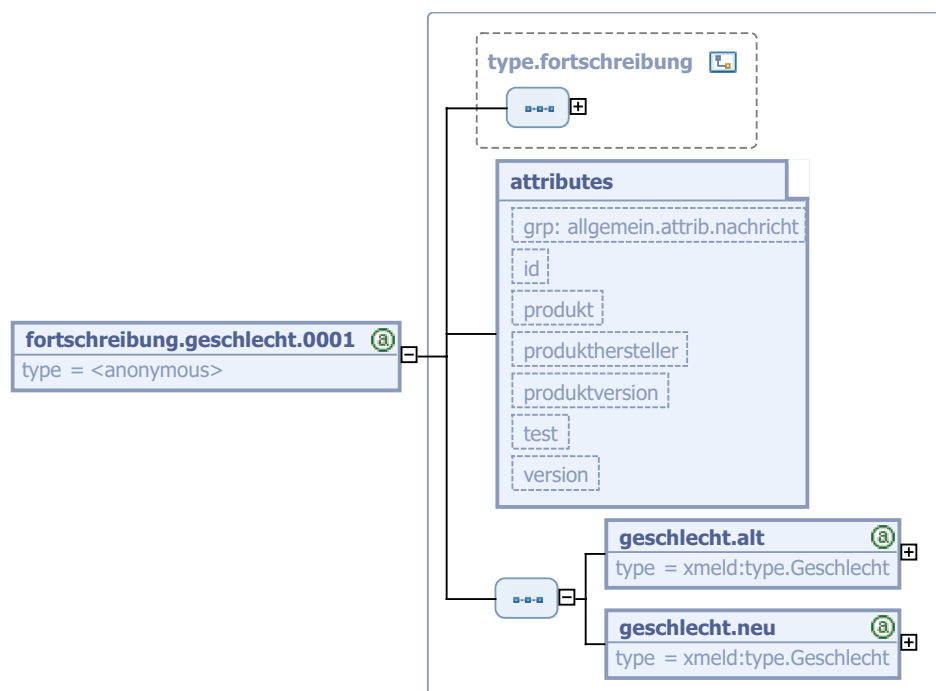 type.fortschreibung
attributes
grp: allgemein.attrib.nachricht
id
produkt
fortschreibung.geschlecht.0001
type = <anonymous>
produkthersteller
produktversion
test
version
geschlecht.alt
type = xmeld:type.Geschlecht
geschlecht.neu
type = xmeld:type.Geschlecht